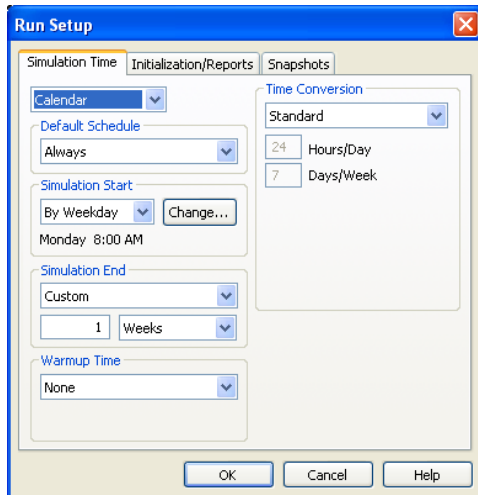 Run Setup
Simulation Time
Initialization/Reports
Snapshots
Calendar
Default Schedule
Always
Simulation Start
By Weekday
Change...
Monday 8:00 AM
Simulation End
Custom
1
Weeks
Warmup Time
None
Time Conversion
Standard
24 Hours/Day
7 Days/Week
OK
Cancel
Help